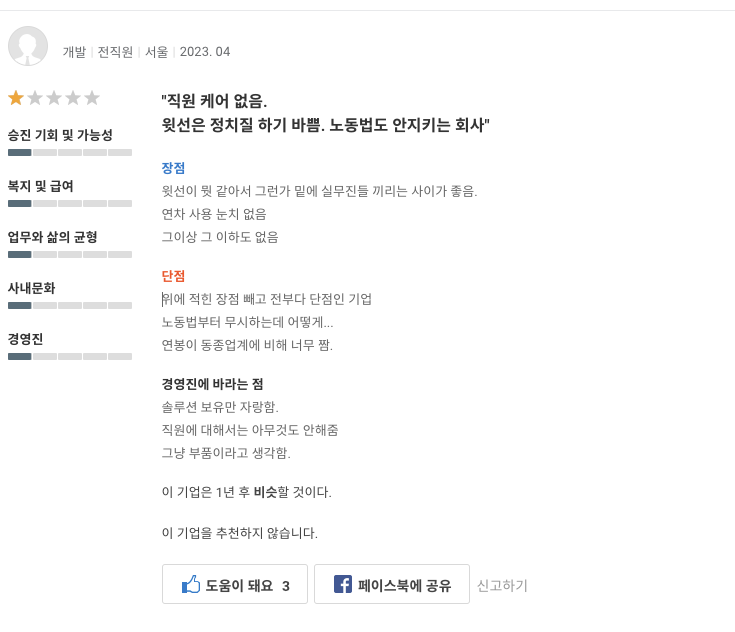 개발 | 전직원 | 서울 | 2023. 04
"직원 케어 없음.
윗선은 정치질 하기 바쁨. 노동법도 안지키는 회사"
승진 기회 및 가능성
복지 및 급여
업무와 삶의 균형
사내문화
경영진
장점
윗선이 뭣 같아서 그런가 밑에 실무진들 끼리는 사이가 좋음.
연차 사용 눈치 없음
그이상 그 이하도 없음
단점
위에 적힌 장점 빼고 전부다 단점인 기업
노동법부터 무시하는데 어떻게...
연봉이 동종업계에 비해 너무 짬.
경영진에 바라는 점
솔루션 보유만 자랑함.
직원에 대해서는 아무것도 안해줌
그냥 부품이라고 생각함.
이 기업은 1년 후 비슷할 것이다.
이 기업을 추천하지 않습니다.
도움이 돼요 3
페이스북에 공유
신고하기